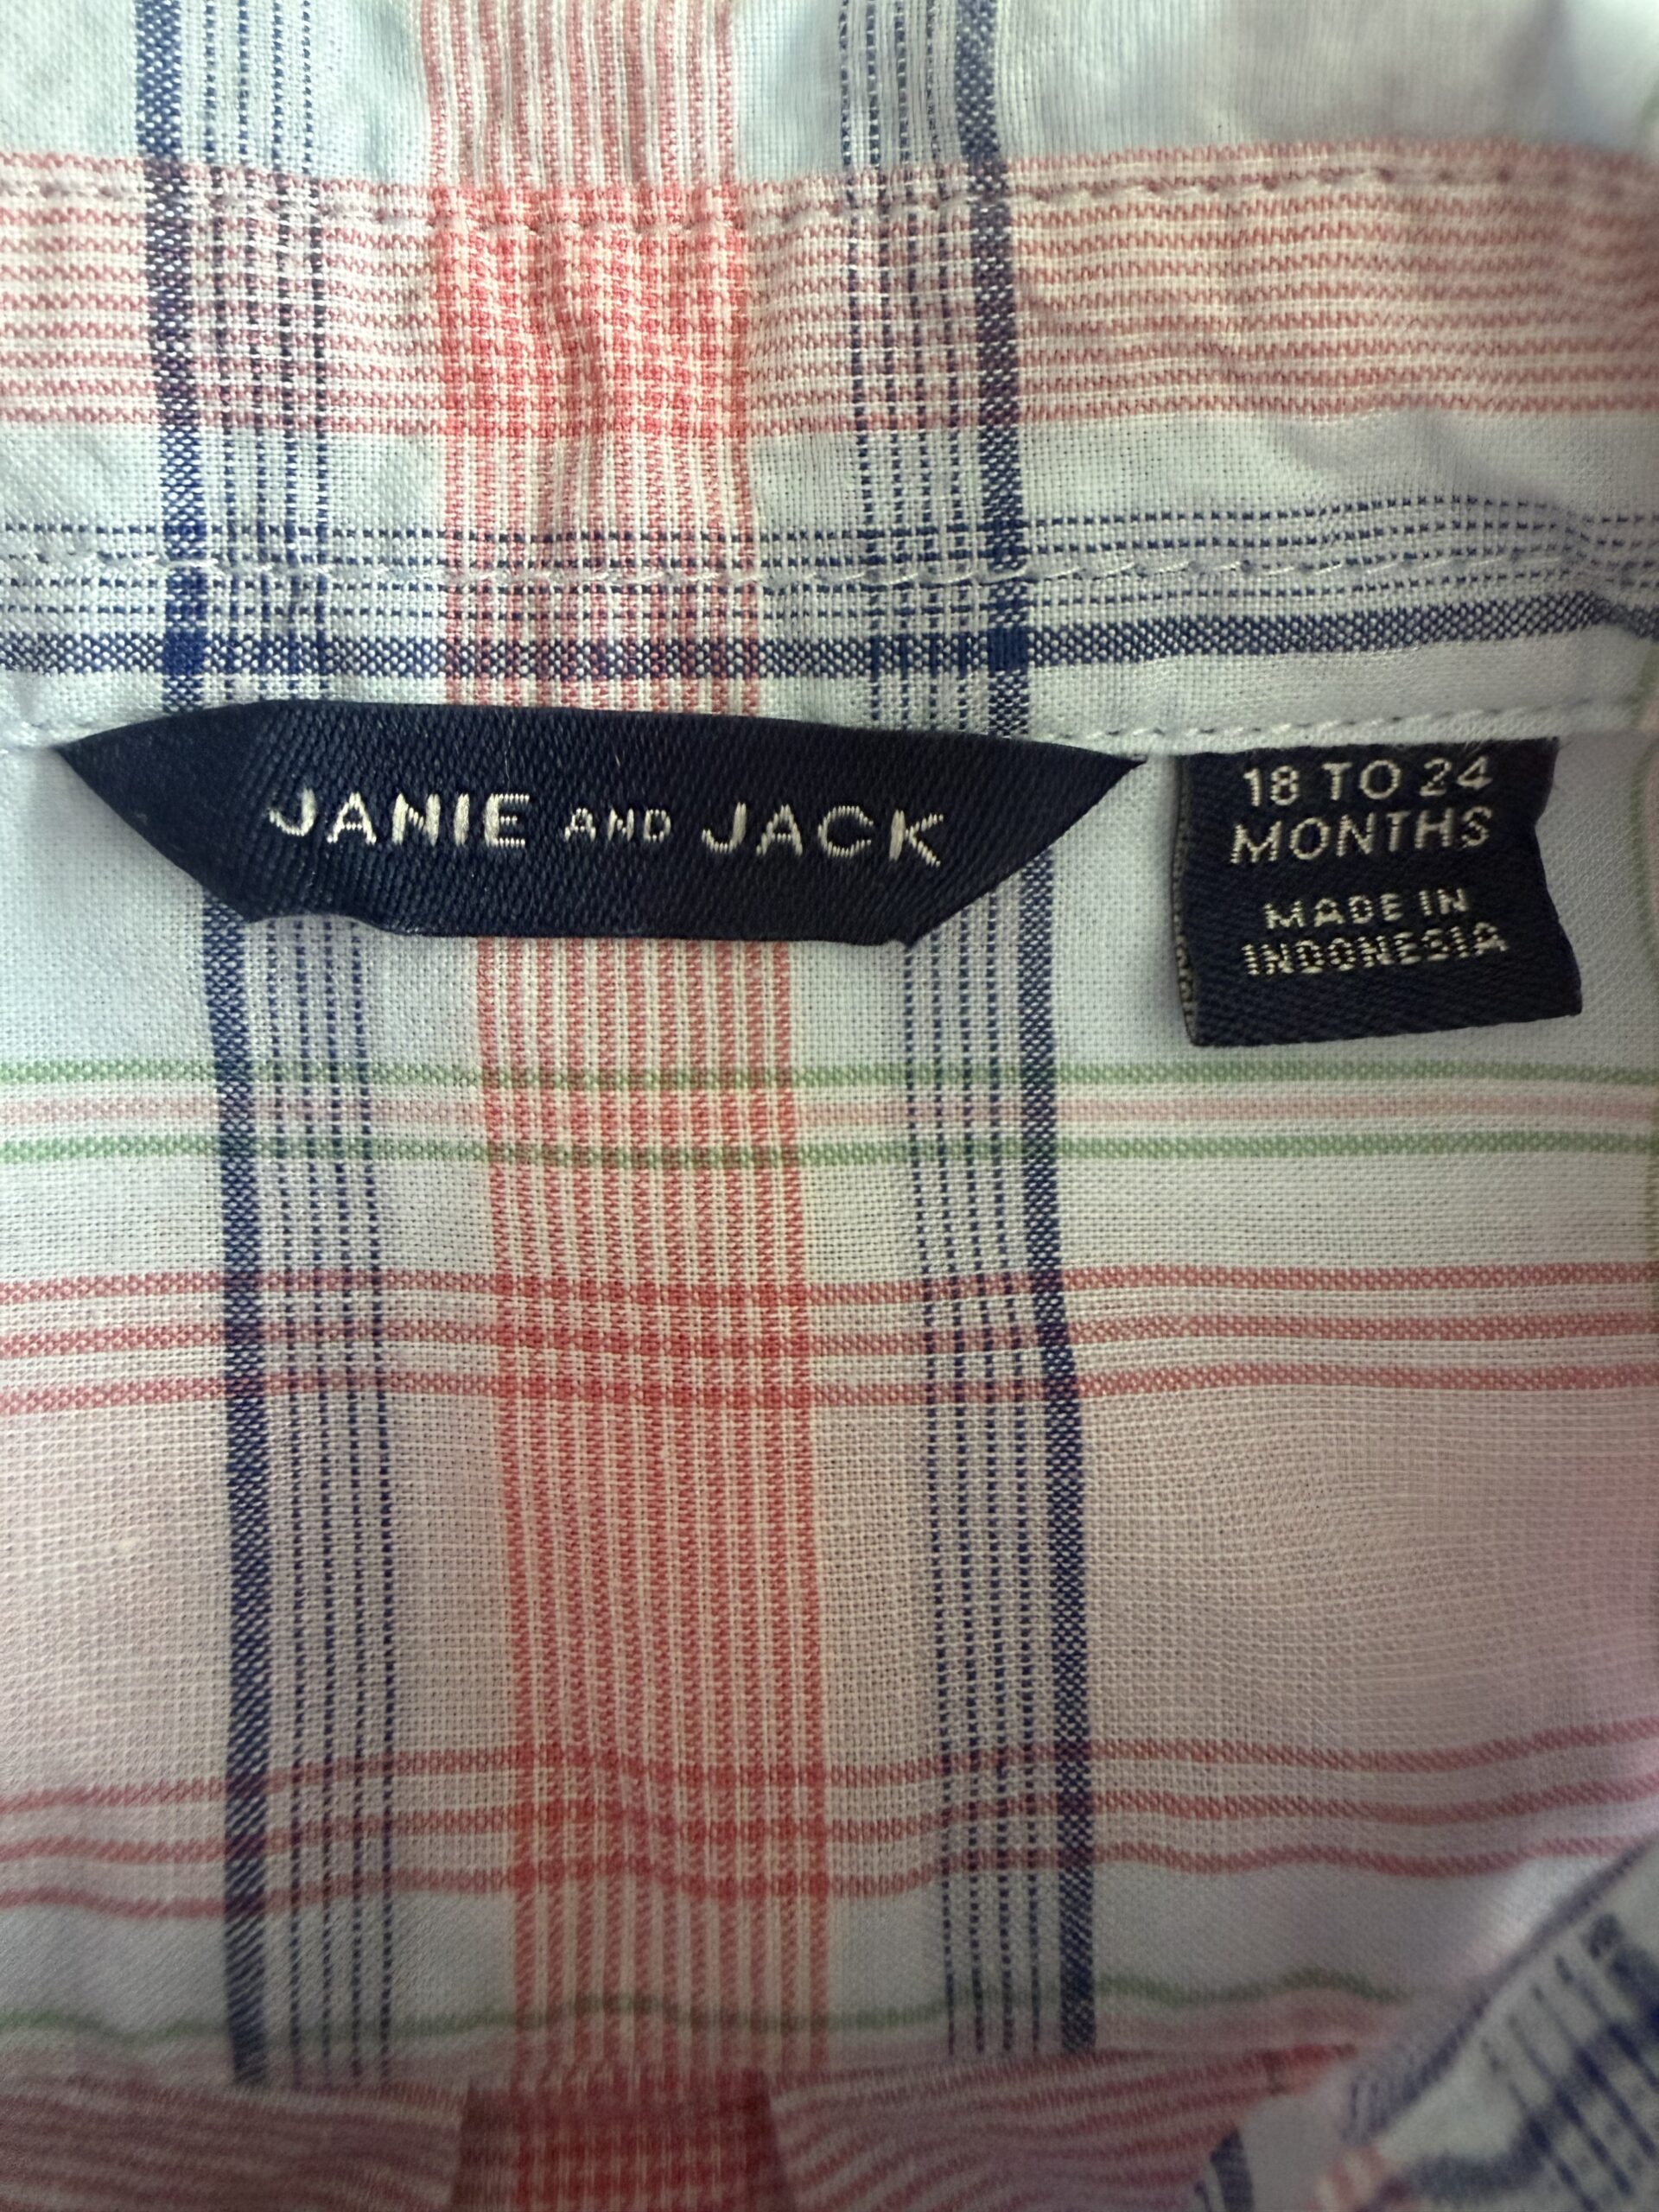 JANIE AND JACK
18 TO 24
MONTHS
MADE IN
INDONESIA